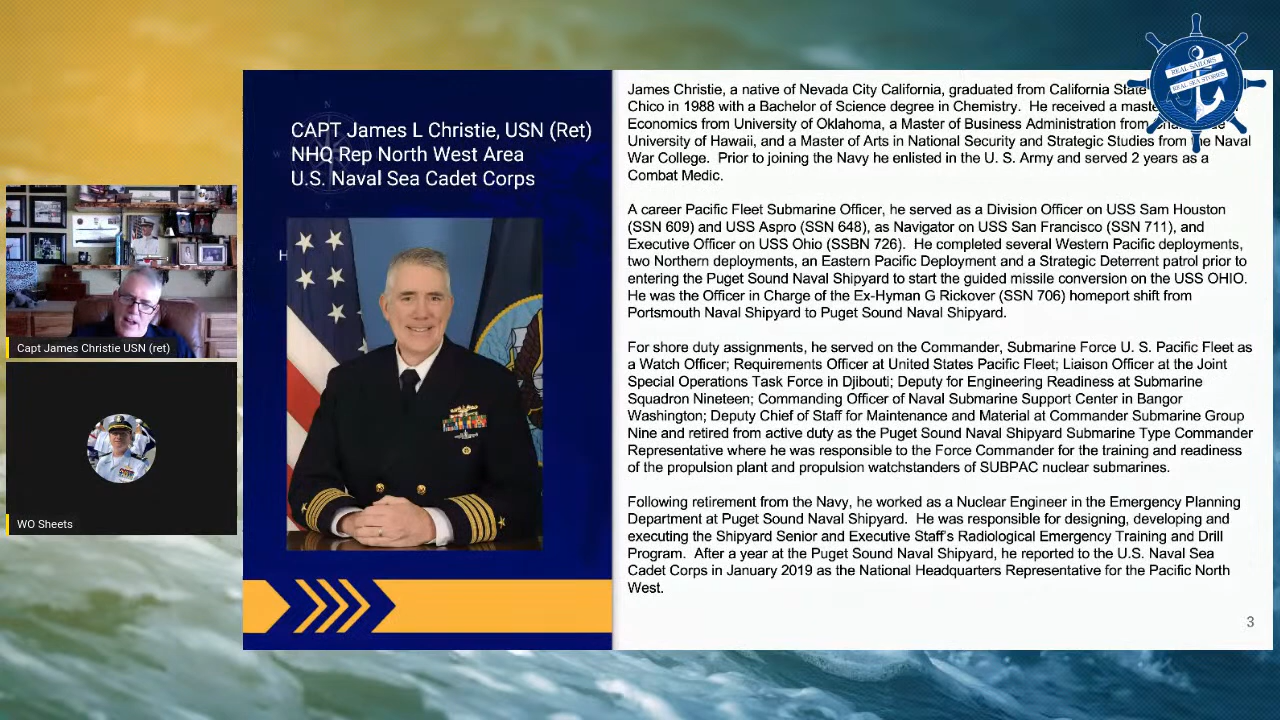 REAL SAILORS
REAL SEA STORIES
CAPT James L Christie, USN (Ret)
NHQ Rep North West Area
U.S. Naval Sea Cadet Corps
N
W
S
H
Capt James Christie USN (ret)
WO Sheets
James Christie, a native of Nevada City California, graduated from California State
Chico in 1988 with a Bachelor of Science degree in Chemistry. He received a
Economics from University of Oklahoma, a Master of Business Administration from
University of Hawaii, and a Master of Arts in National Security and Strategic Studies from the Naval
War College. Prior to joining the Navy he enlisted in the U. S. Army and served 2 years as a
Combat Medic.
A career Pacific Fleet Submarine Officer, he served as a Division Officer on USS Sam Houston
(SSN 609) and USS Aspro (SSN 648), as Navigator on USS San Francisco (SSN 711), and
Executive Officer on USS Ohio (SSBN 726). He completed several Western Pacific deployments,
two Northern deployments, an Eastern Pacific Deployment and a Strategic Deterrent patrol prior to
entering the Puget Sound Naval Shipyard to start the guided missile conversion on the USS OHIO.
He was the Officer in Charge of the Ex-Hyman G Rickover (SSN 706) homeport shift from
Portsmouth Naval Shipyard to Puget Sound Naval Shipyard.
For shore duty assignments, he served on the Commander, Submarine Force U. S. Pacific Fleet as
a Watch Officer; Requirements Officer at United States Pacific Fleet; Liaison Officer at the Joint
Special Operations Task Force in Djibouti; Deputy for Engineering Readiness at Submarine
Squadron Nineteen; Commanding Officer of Naval Submarine Support Center in Bangor
Washington; Deputy Chief of Staff for Maintenance and Material at Commander Submarine Group
Nine and retired from active duty as the Puget Sound Naval Shipyard Submarine Type Commander
Representative where he was responsible to the Force Commander for the training and readiness
of the propulsion plant and propulsion watchstanders of SUBPAC nuclear submarines.
Following retirement from the Navy, he worked as a Nuclear Engineer in the Emergency Planning
Department at Puget Sound Naval Shipyard. He was responsible for designing, developing and
executing the Shipyard Senior and Executive Staff's Radiological Emergency Training and Drill
Program. After a year at the Puget Sound Naval Shipyard, he reported to the U.S. Naval Sea
Cadet Corps in January 2019 as the National Headquarters Representative for the Pacific North
West.
3